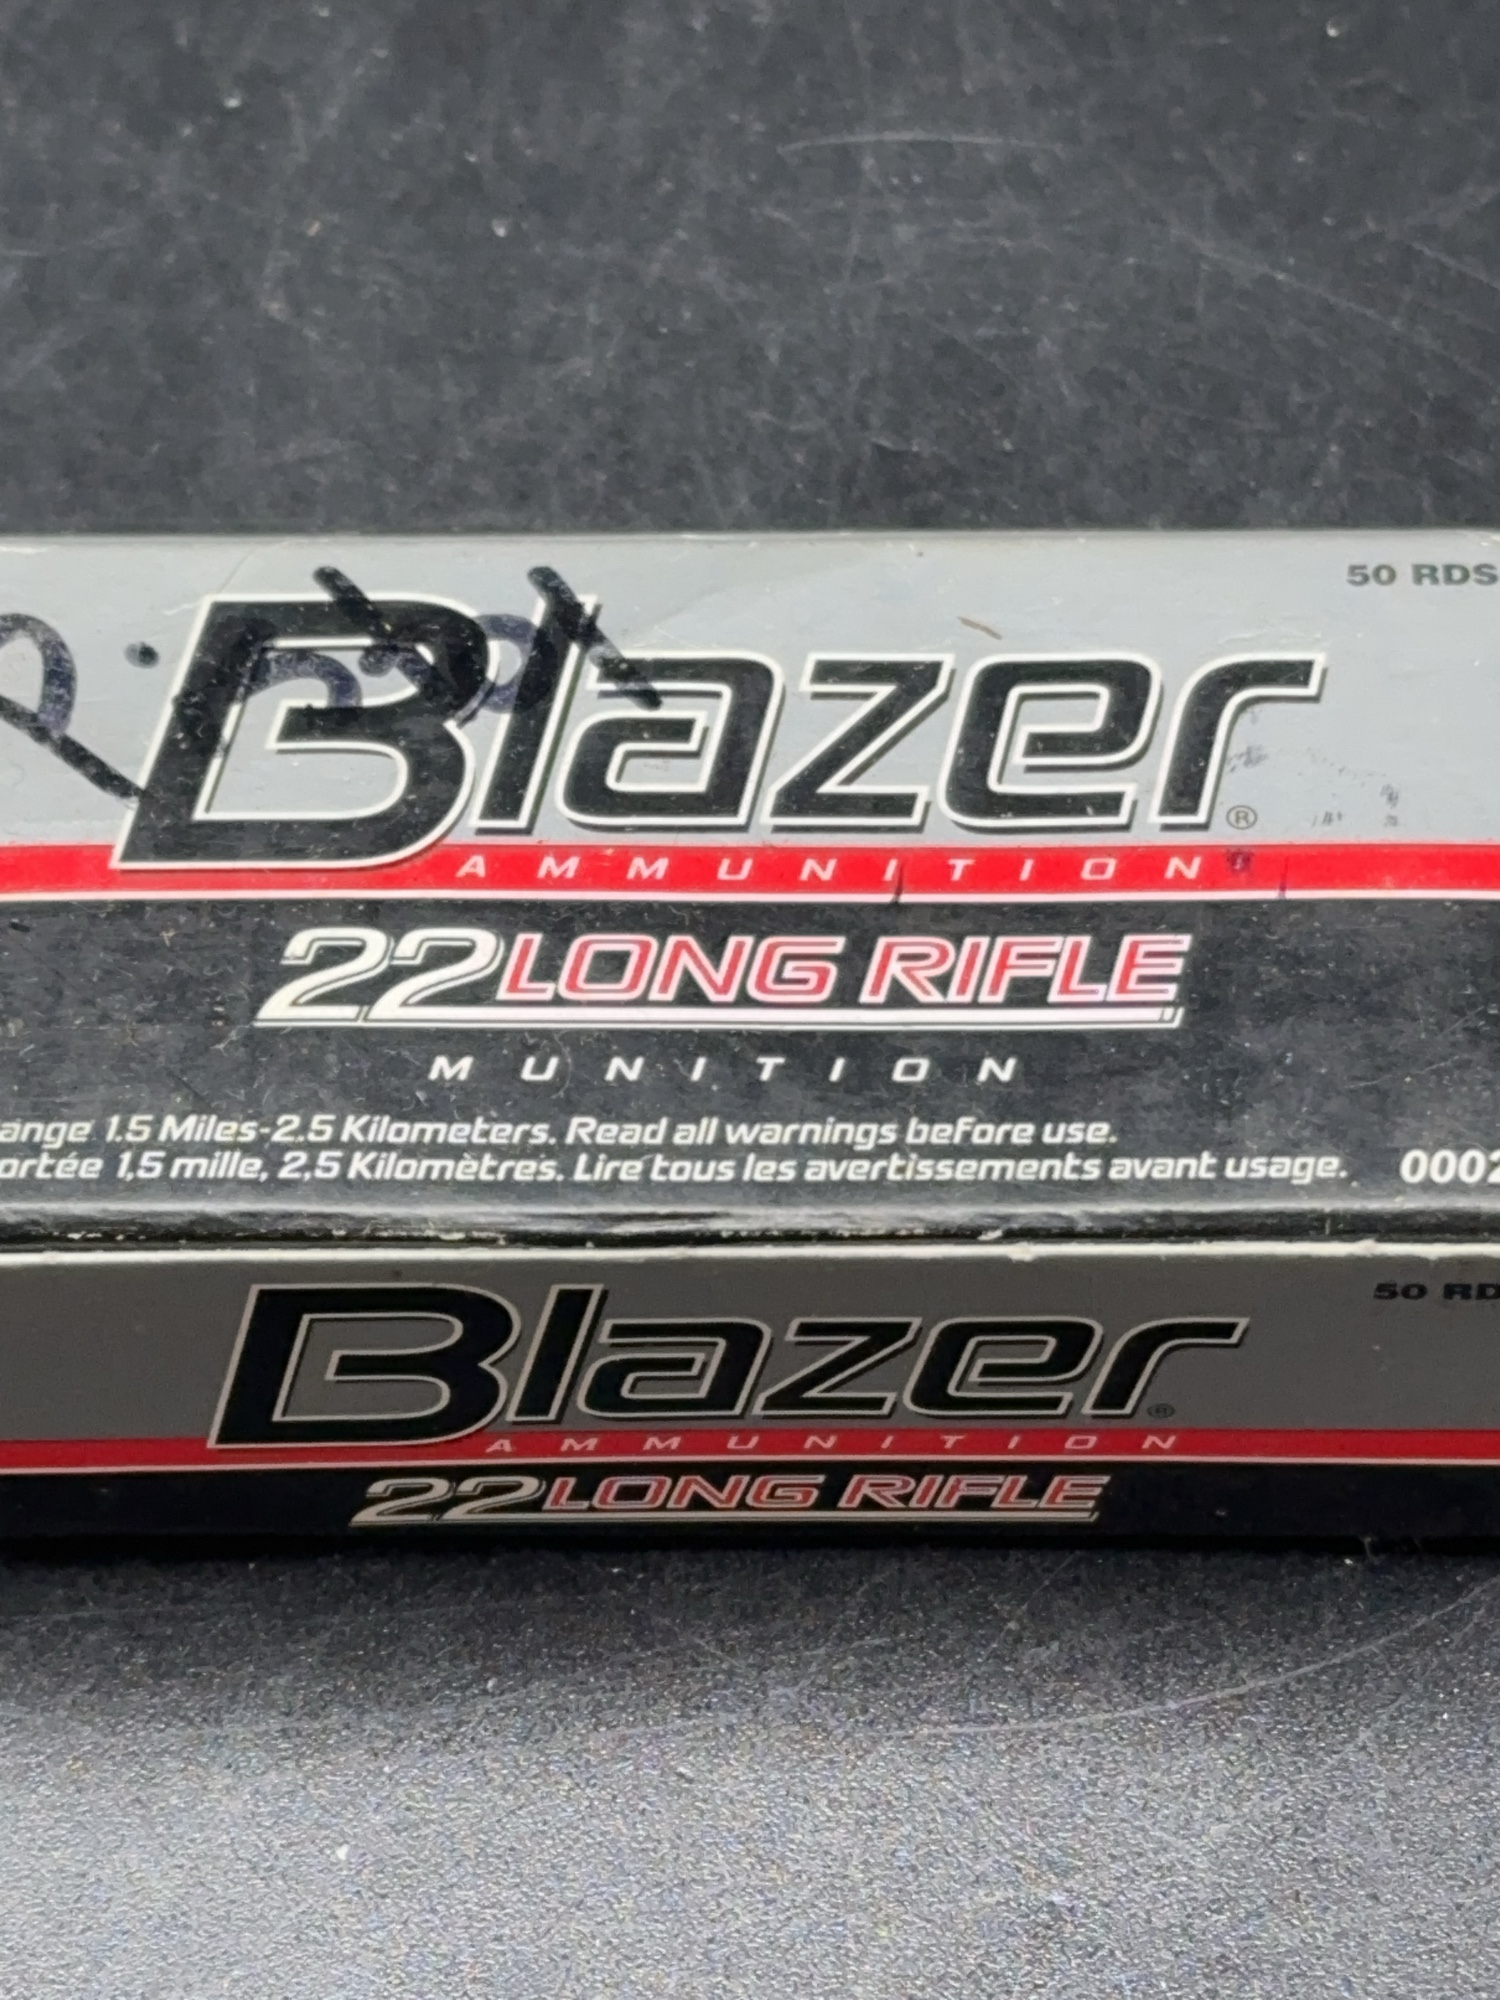 50 RDS
Blazer®
AMMUNITION
22 LONG RIFLE
MUNITION
ange 1.5 Miles-2.5 Kilometers. Read all warnings before use.
ortée 1,5 mille, 2,5 Kilomètres. Lire tous les avertissements avant usage. 0002
50 RD
Blazer®
AMMUNITION
22 LONG RIFLE